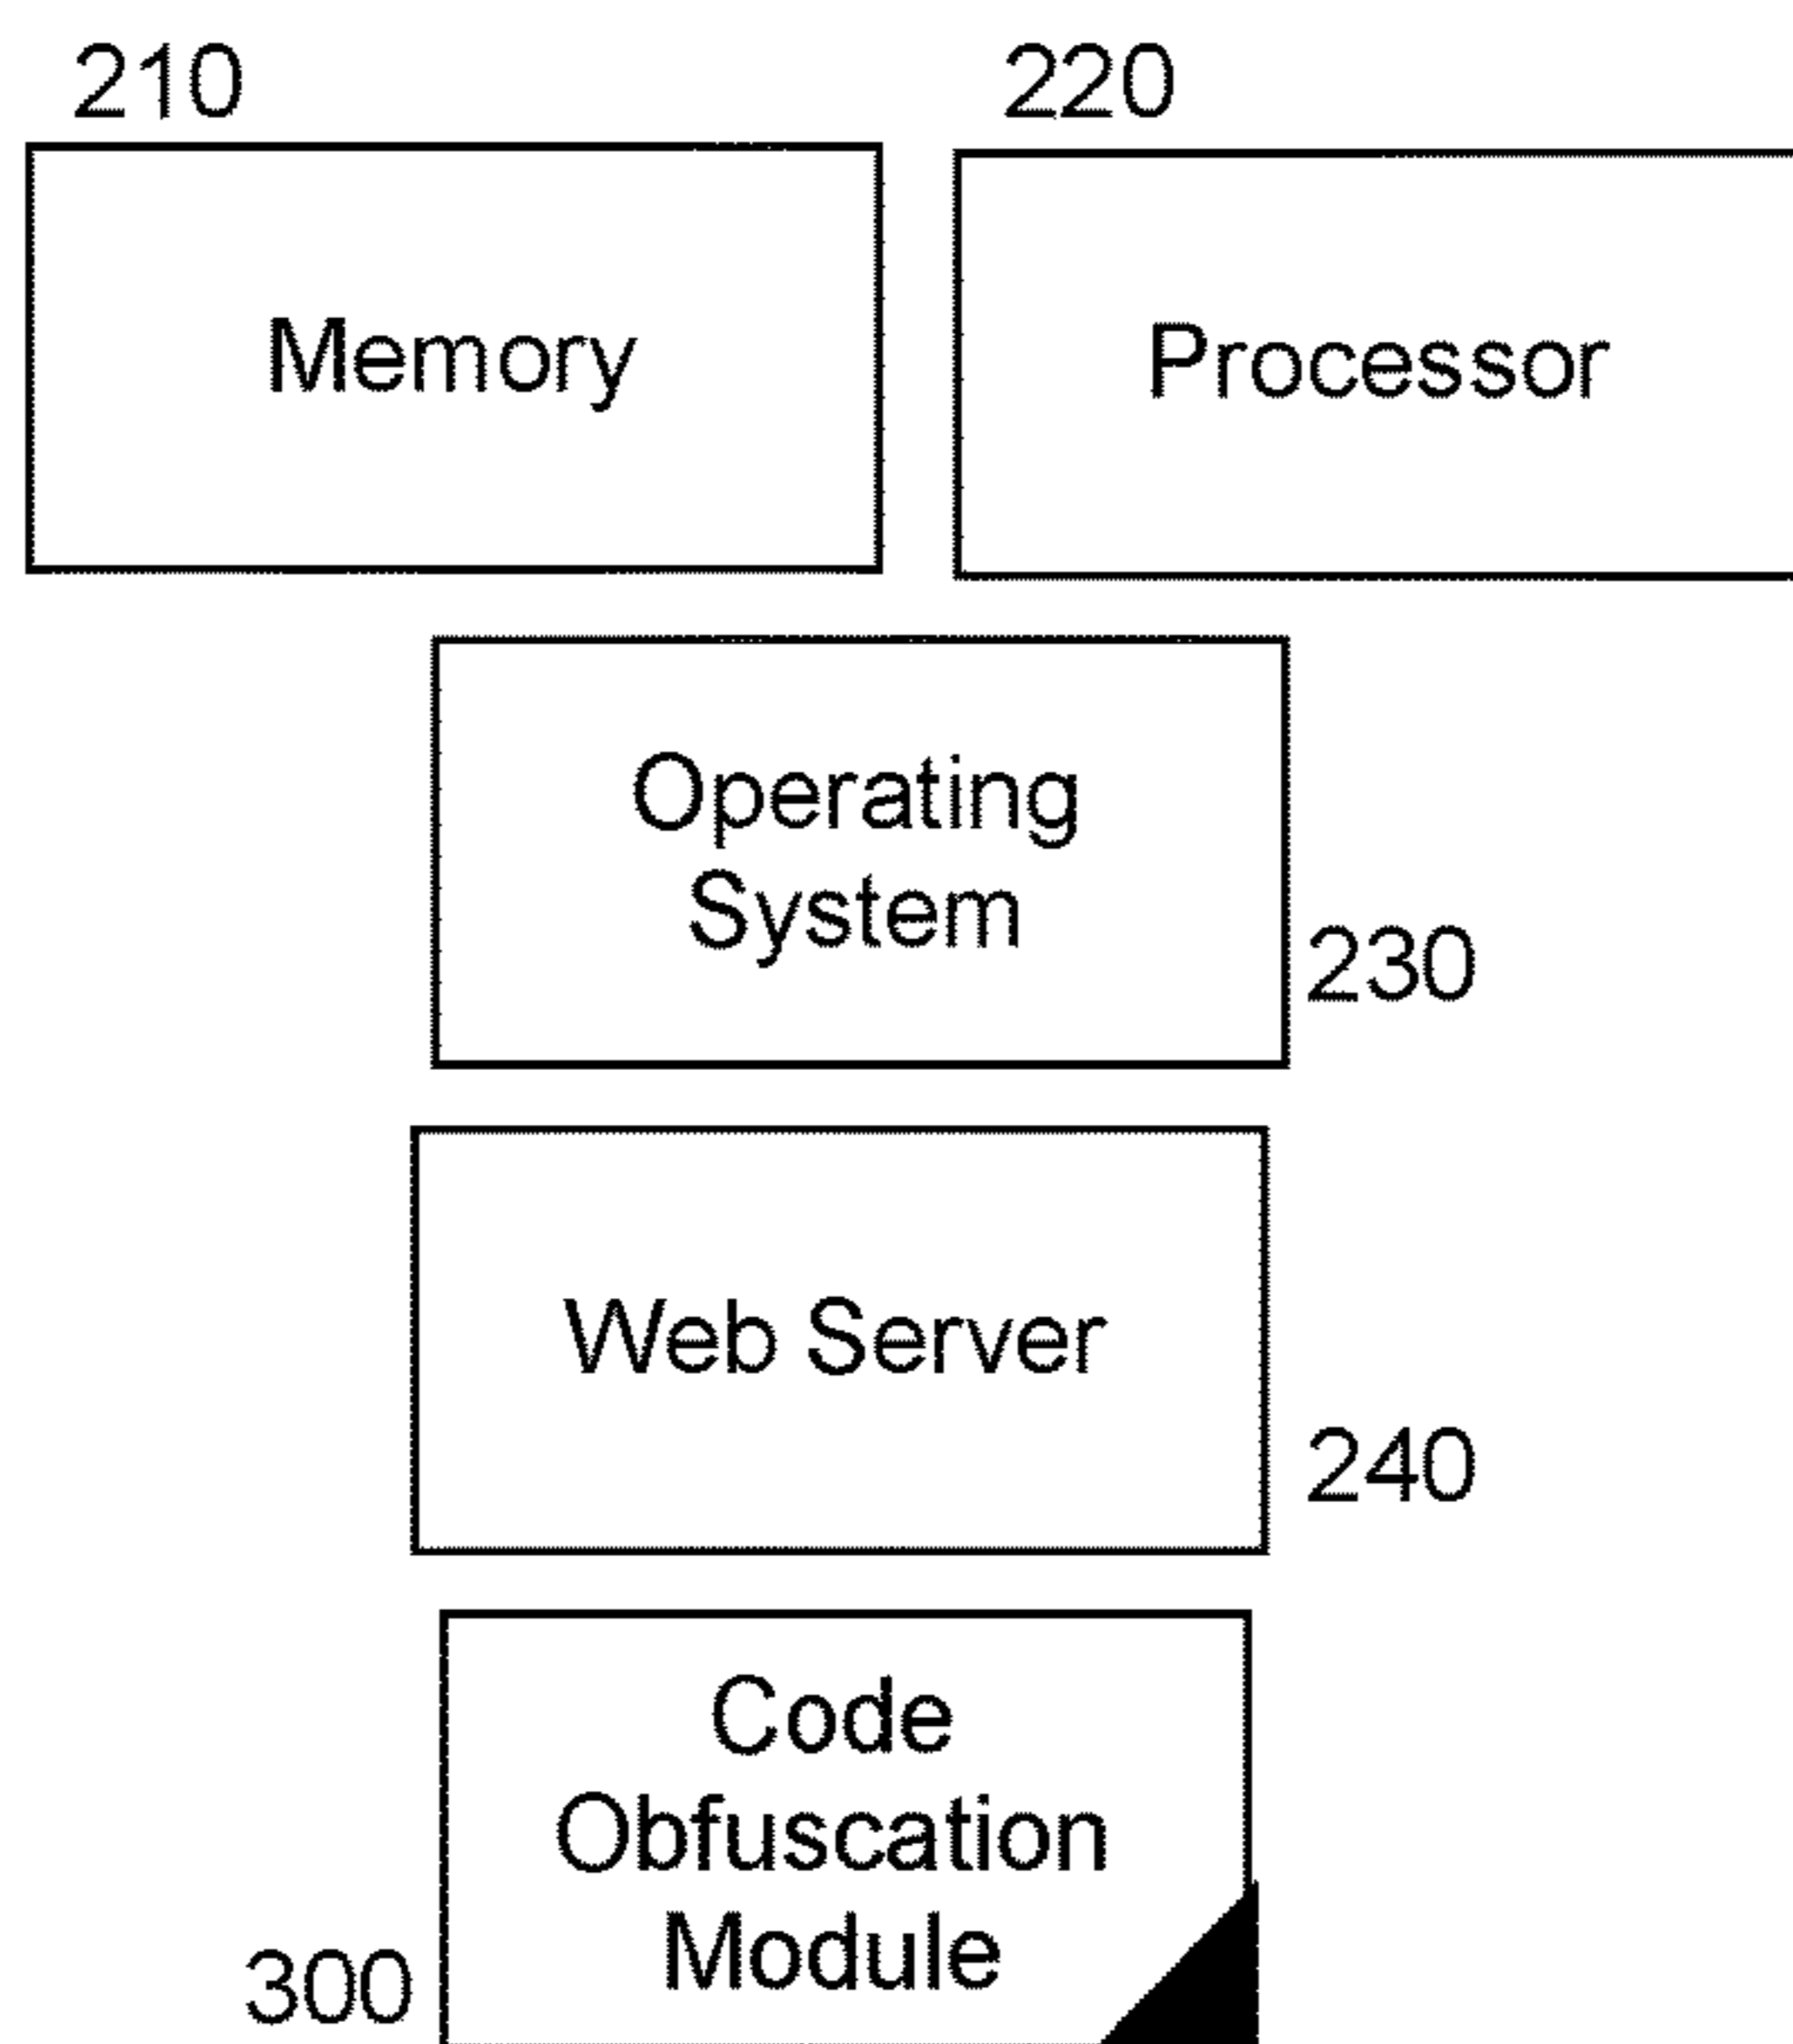 210
220
Memory
Processor
Operating
System
230
Web Server
240
Code
Obfuscation
Module
300